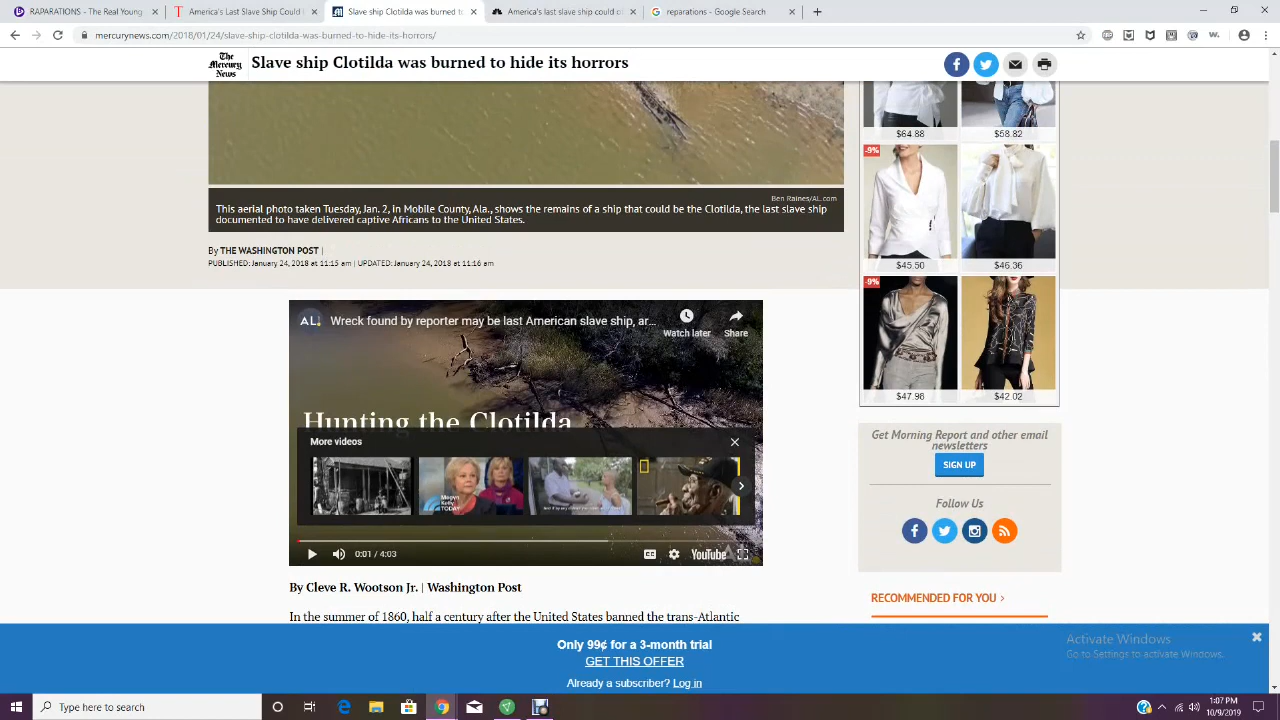 RAPARATIONS - The Real Young
January 24's Slave Ship
Slave ship Clotilda was burned to
America's last slave ship and its
reparations - Google Search
mercurynews.com/2018/01/24/slave-ship-clotilda-was-burned-to-hide-its-horrors/
The Mercury News
Slave ship Clotilda was burned to hide its horrors
$64.88
$58.82
-9%
$45.50
$46.36
-9%
$47.96
$42.02
Ben Raines/AL.com
This aerial photo taken Tuesday, Jan. 2, in Mobile County, Ala., shows the remains of a ship that could be the Clotilda, the last slave ship
documented to have delivered captive Africans to the United States.
By THE WASHINGTON POST |
PUBLISHED: January 24, 2018 at 11:15 am | UPDATED: January 24, 2018 at 11:16 am
AL.
Wreck found by reporter may be last American slave ship, ar...
Watch later
Share
Hunting the Clotilda
More videos
Megyn
Kelly
TODAY
0:01 / 4:03
CC
YouTube
Get Morning Report and other email
newsletters
SIGN UP
Follow Us
RECOMMENDED FOR YOU >
By Cleve R. Wootson Jr. | Washington Post
In the summer of 1860, half a century after the United States banned the trans-Atlantic
Only 99¢ for a 3-month trial
GET THIS OFFER
Already a subscriber? Log in
Activate Windows
Go to Settings to activate Windows.
Type here to search
1:07 PM
10/9/2019